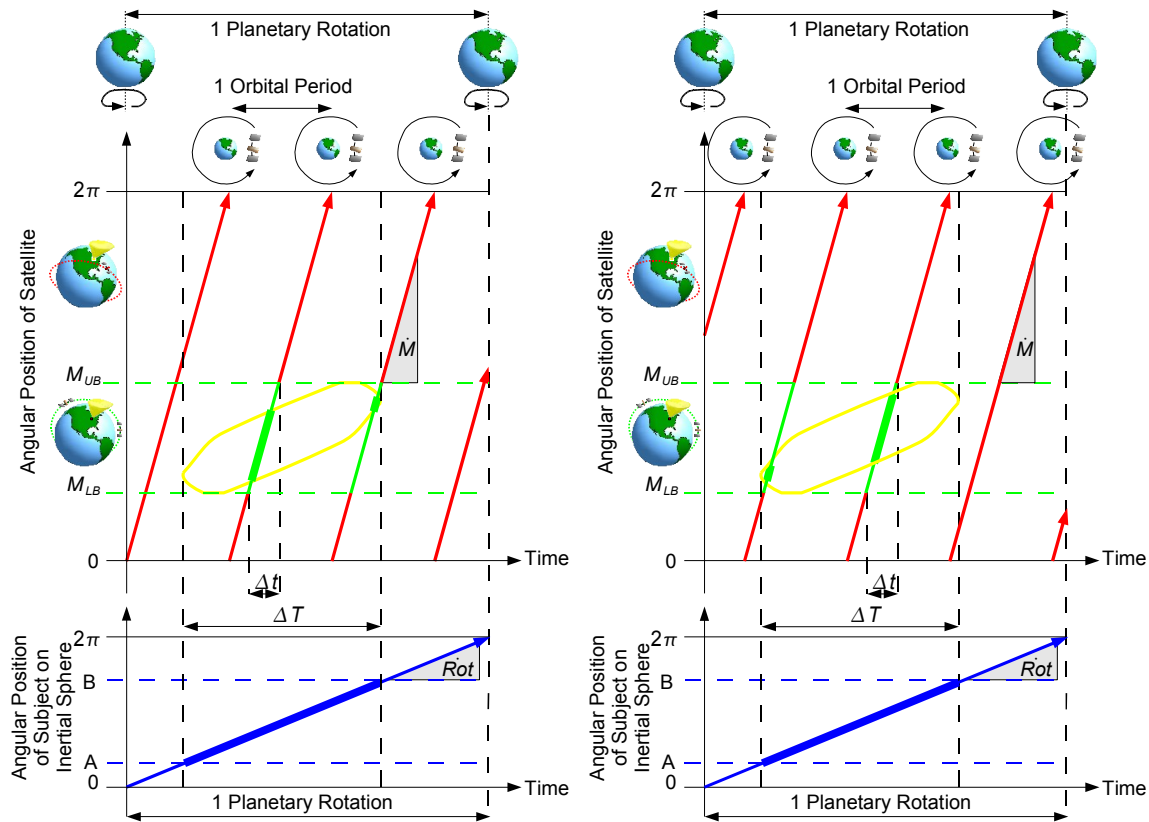 1 Planetary Rotation
1 Orbital Period
2π
Angular Position of Satellite
Ṁ
M_UB
M_LB
0
Time
Δt
ΔT
2π
Angular Position
of Subject on
Inertial Sphere
B
Ṙot
A
0
Time
1 Planetary Rotation
1 Planetary Rotation
1 Orbital Period
2π
Angular Position of Satellite
Ṁ
M_UB
M_LB
0
Time
Δt
ΔT
2π
Angular Position
of Subject on
Inertial Sphere
B
Ṙot
A
0
Time
1 Planetary Rotation